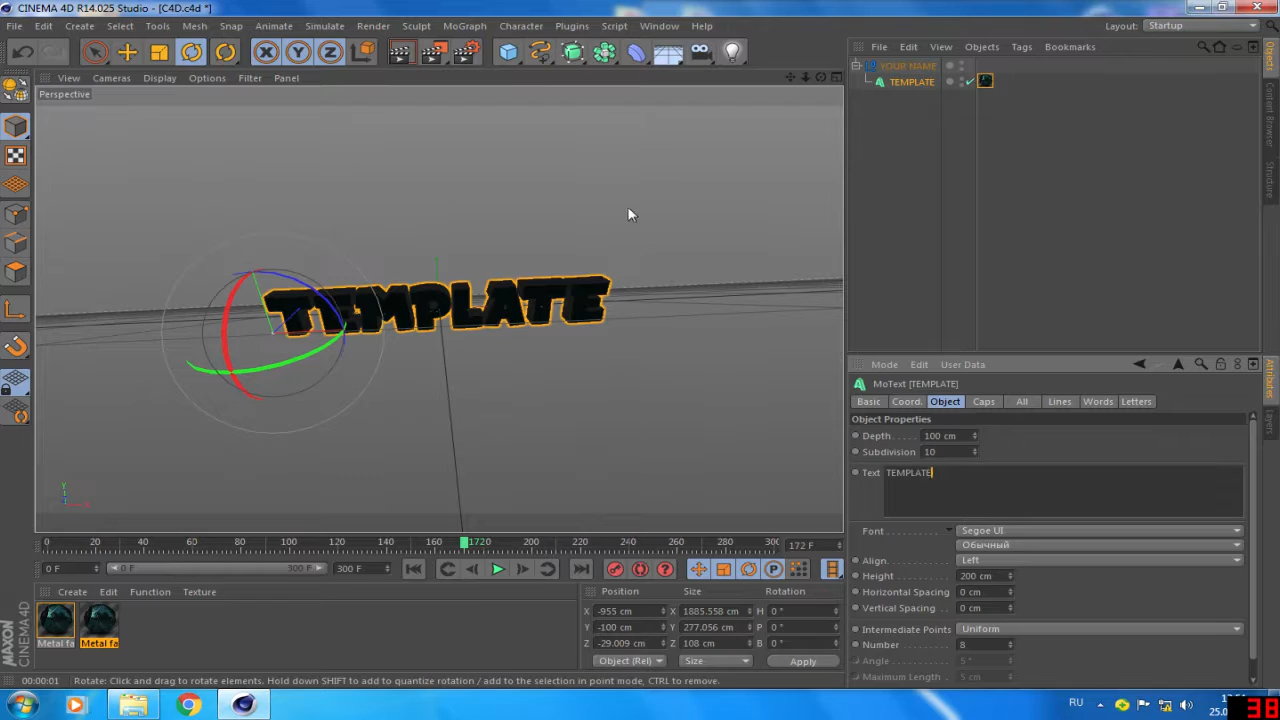 CINEMA 4D R14.025 Studio - [C4D.c4d *]
File Edit Create Select Tools Mesh Snap Animate Simulate Render Sculpt MoGraph Character Plugins Script Window Help
Layout: Startup
X Y Z
View Cameras Display Options Filter Panel
Perspective
File Edit View Objects Tags Bookmarks
YOUR NAME
TEMPLATE
Objects
Content Browser
Structure
TEMPLATE
Y
X
Mode Edit User Data
MoText [TEMPLATE]
Basic Coord. Object Caps All Lines Words Letters
Object Properties
Depth . . . . . 100 cm
Subdivision 10
Text TEMPLATE
Font . . . . . . . . Segoe UI
Обычный
Align. . . . . . . . . Left
Height . . . . . . . . 200 cm
Horizontal Spacing 0 cm
Vertical Spacing . . 0 cm
Intermediate Points . Uniform
Number . . . . . . . . 8
Angle . . . . . . . . 5 °
Maximum Length . . 5 cm
Attributes
Layers
0 20 40 60 80 100 120 140 160 1720 200 220 240 260 280 300 172 F
0 F 0 F 300 F 300 F
P
Create Edit Function Texture
Metal fa Metal fa
Position Size Rotation
X -955 cm X 1885.558 cm H 0 °
Y -100 cm Y 277.056 cm P 0 °
Z -29.009 cm Z 108 cm B 0 °
Object (Rel) Size Apply
MAXON CINEMA4D
00:00:01 Rotate: Click and drag to rotate elements. Hold down SHIFT to add to quantize rotation / add to the selection in point mode, CTRL to remove.
RU
38